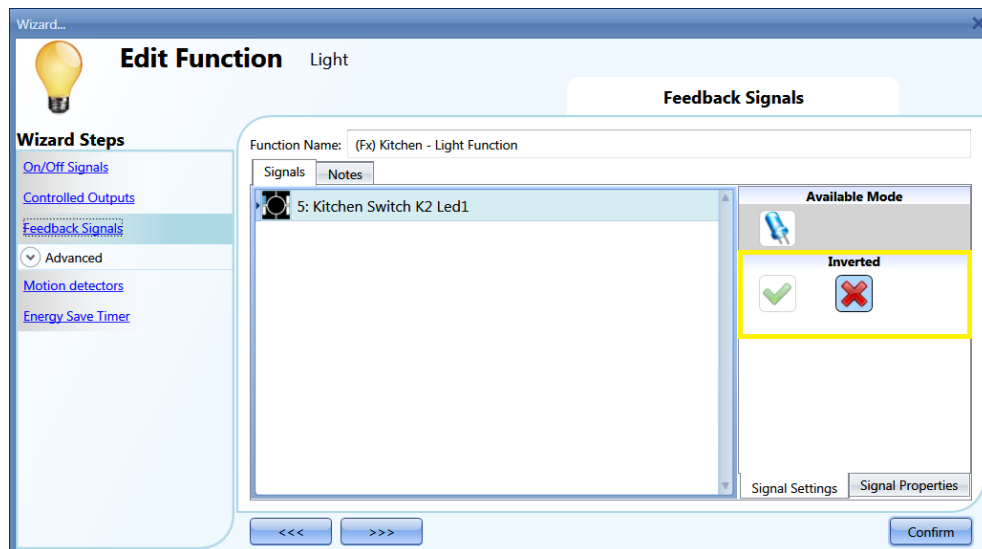 Wizard...
Edit Function Light
Feedback Signals
Wizard Steps
On/Off Signals
Controlled Outputs
Feedback Signals
Advanced
Motion detectors
Energy Save Timer
Function Name: (Fx) Kitchen - Light Function
Signals Notes
5: Kitchen Switch K2 Led1
Available Mode
Inverted
Signal Settings Signal Properties
<<< >>> Confirm